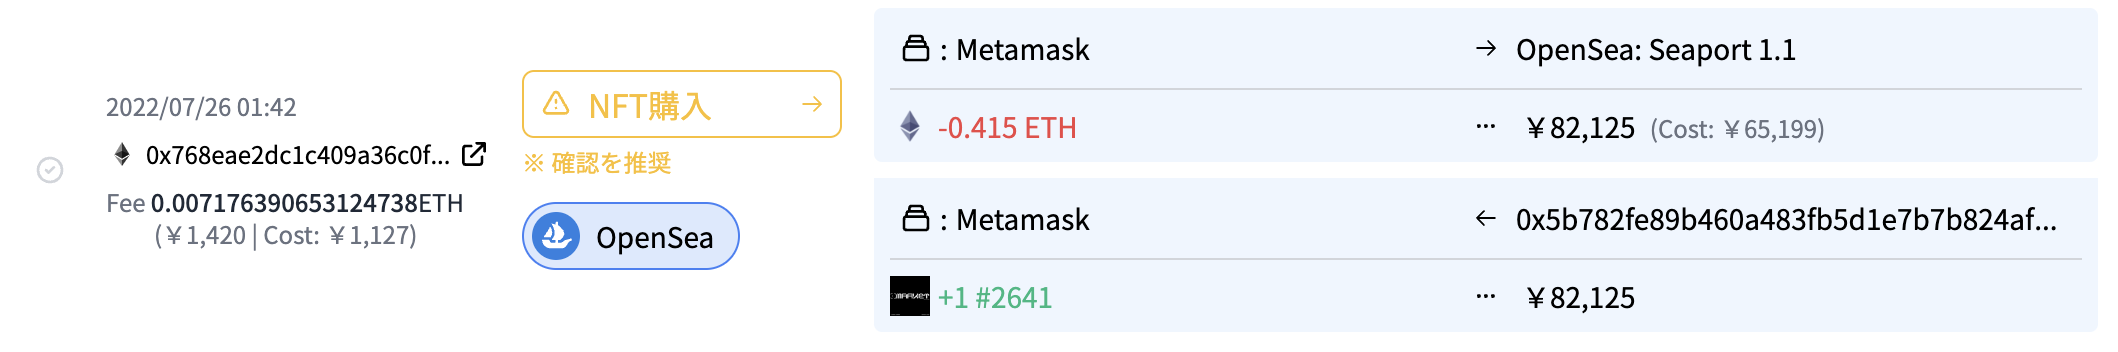 2022/07/26 01:42
0x768eae2dc1c409a36c0f...
Fee 0.007176390653124738ETH
(￥1,420 | Cost: ￥1,127)
NFT購入 →
※ 確認を推奨
OpenSea
: Metamask → OpenSea: Seaport 1.1
-0.415 ETH ··· ￥82,125 (Cost: ￥65,199)
: Metamask ← 0x5b782fe89b460a483fb5d1e7b7b824af...
MARKET
+1 #2641 ··· ￥82,125